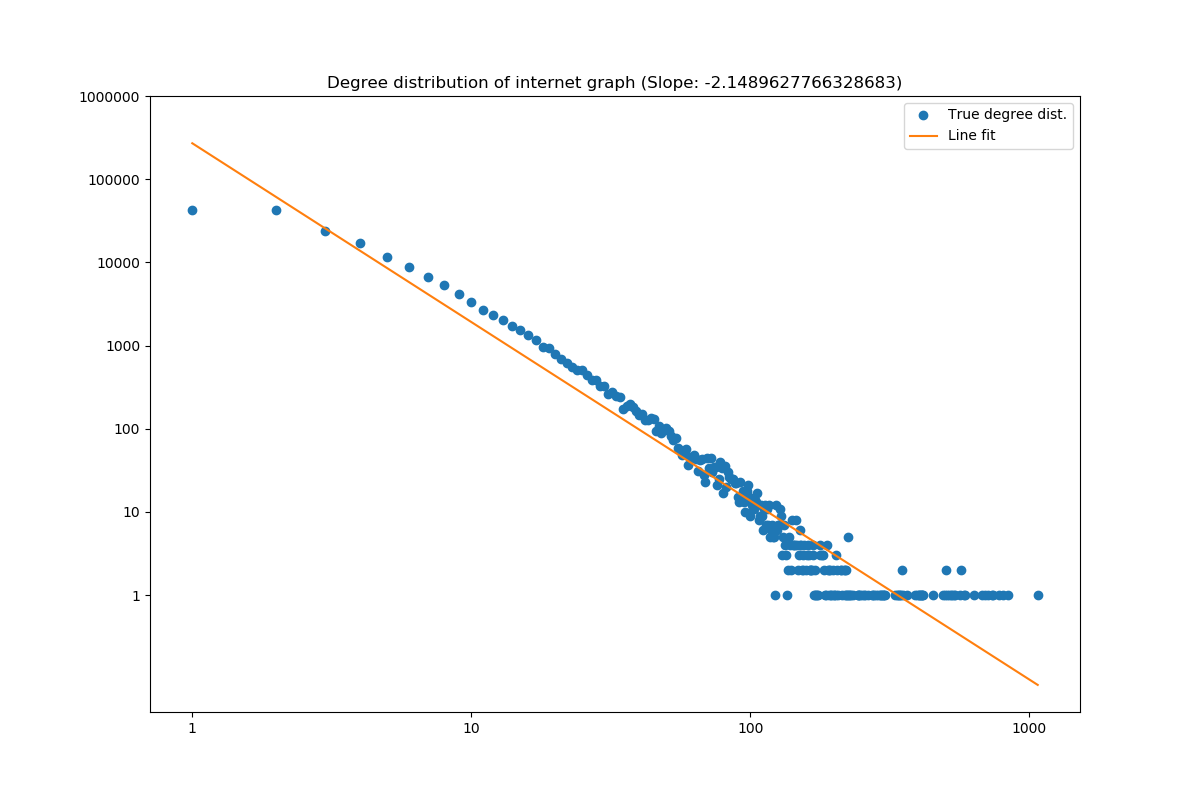 Degree distribution of internet graph (Slope: -2.1489627766328683)
True degree dist.
Line fit
1000000
100000
10000
1000
100
10
1
1 10 100 1000